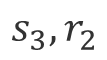 s₃, r₂